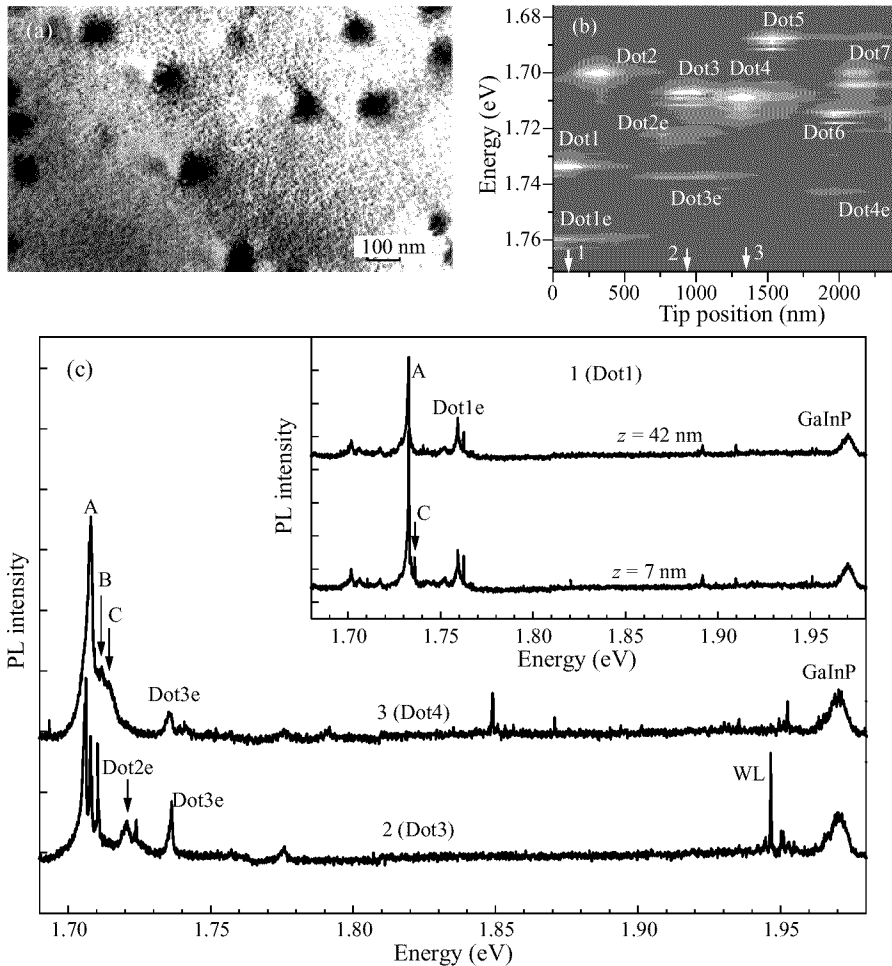 (a)
100 nm
(b)
Energy (eV)
1.68
1.70
1.72
1.74
1.76
Dot5
Dot2
Dot3
Dot4
Dot7
Dot2e
Dot6
Dot1
Dot3e
Dot4e
Dot1e
1
2
3
0
500
1000
1500
2000
Tip position (nm)
(c)
PL intensity
A
B
C
Dot3e
3 (Dot4)
GaInP
Dot2e
Dot3e
2 (Dot3)
WL
1.70
1.75
1.80
1.85
1.90
1.95
Energy (eV)
PL intensity
A
1 (Dot1)
Dot1e
GaInP
z = 42 nm
C
z = 7 nm
1.70
1.75
1.80
1.85
1.90
1.95
Energy (eV)